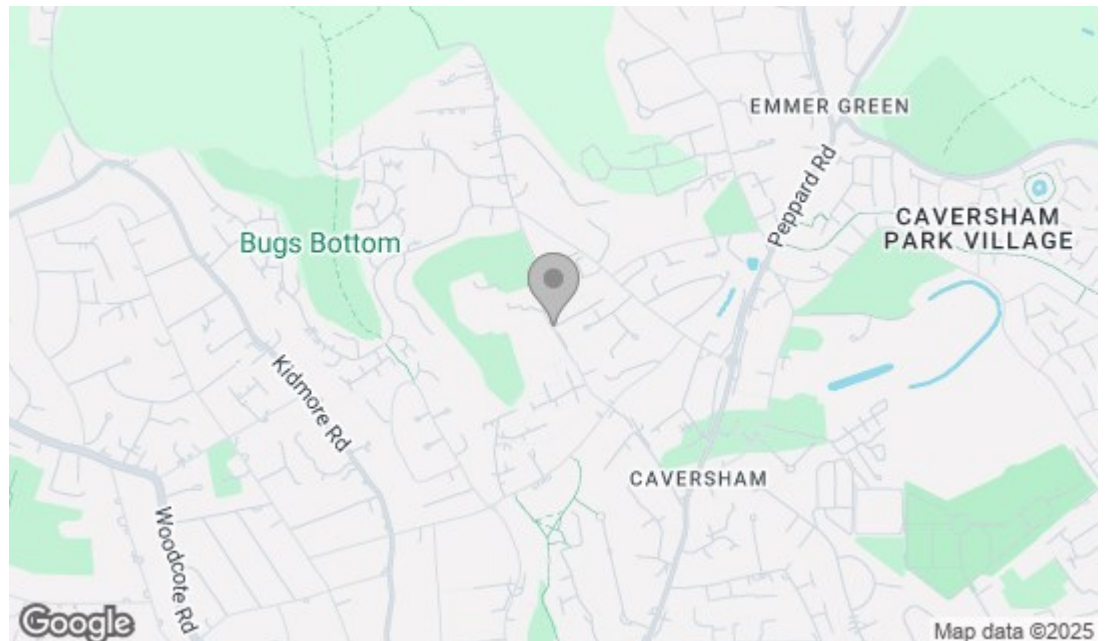 EMMER GREEN
Peppard Rd
CAVERSHAM
PARK VILLAGE
Bugs Bottom
Kidmore Rd
CAVERSHAM
Woodcote Rd
Google
Map data ©2025